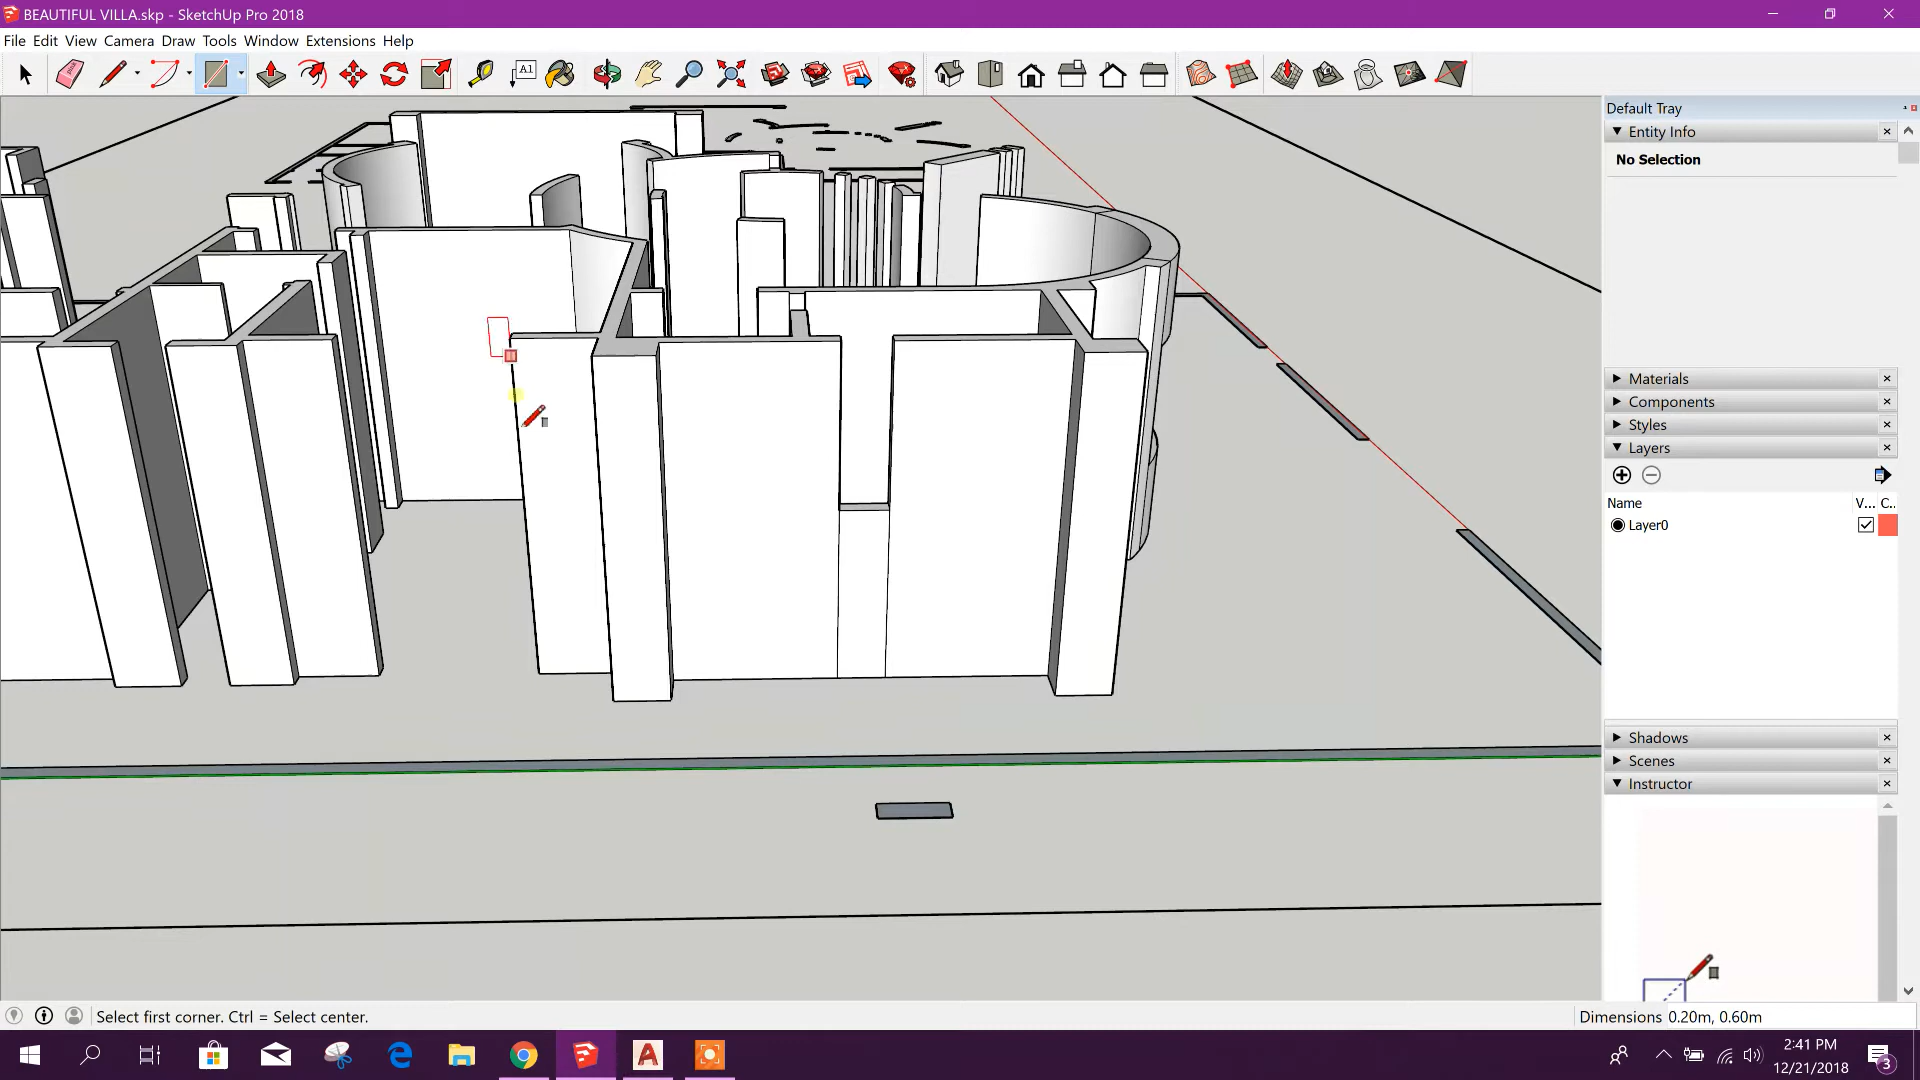 BEAUTIFUL VILLA.skp - SketchUp Pro 2018
File Edit View Camera Draw Tools Window Extensions Help
A1
Default Tray
Entity Info
No Selection
Materials
Components
Styles
Layers
Name V... C..
Layer0
Shadows
Scenes
Instructor
Select first corner. Ctrl = Select center.
Dimensions 0.20m, 0.60m
2:41 PM
12/21/2018
3